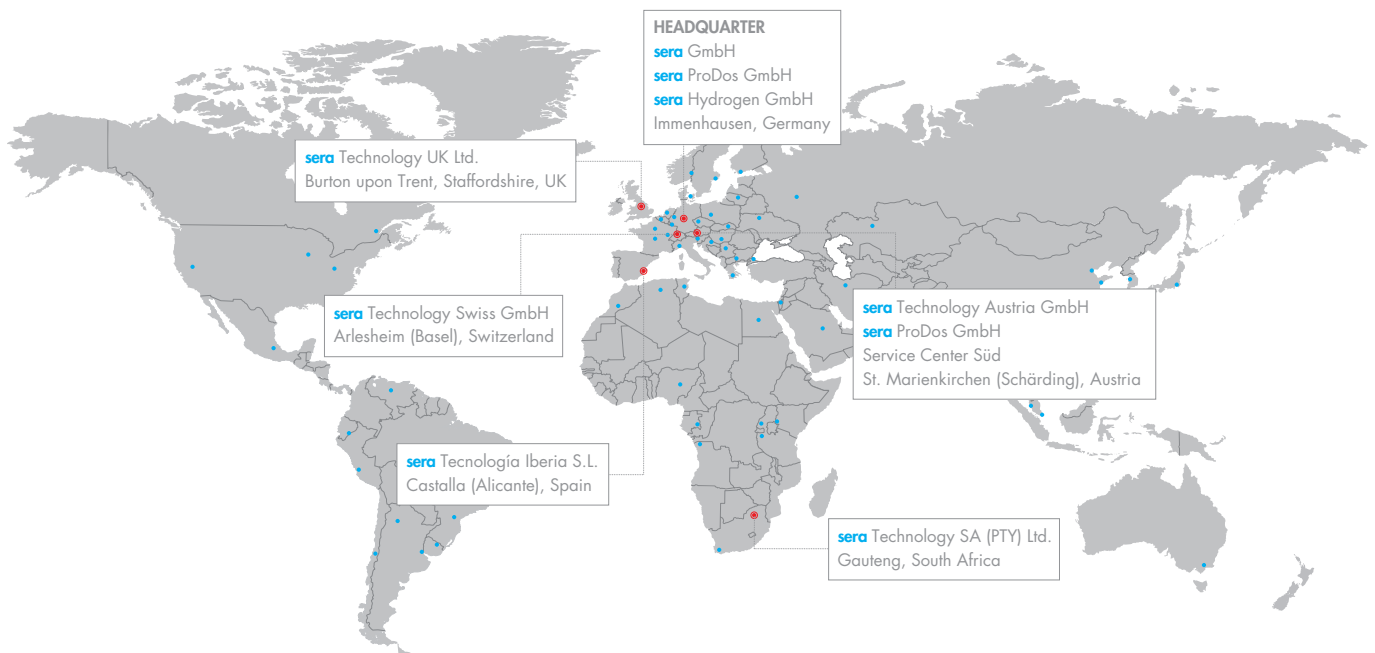 HEADQUARTER
sera GmbH
sera ProDos GmbH
sera Hydrogen GmbH
Immenhausen, Germany
sera Technology UK Ltd.
Burton upon Trent, Staffordshire, UK
sera Technology Swiss GmbH
Arlesheim (Basel), Switzerland
sera Technology Austria GmbH
sera ProDos GmbH
Service Center Süd
St. Marienkirchen (Schärding), Austria
sera Tecnología Iberia S.L.
Castalla (Alicante), Spain
sera Technology SA (PTY) Ltd.
Gauteng, South Africa